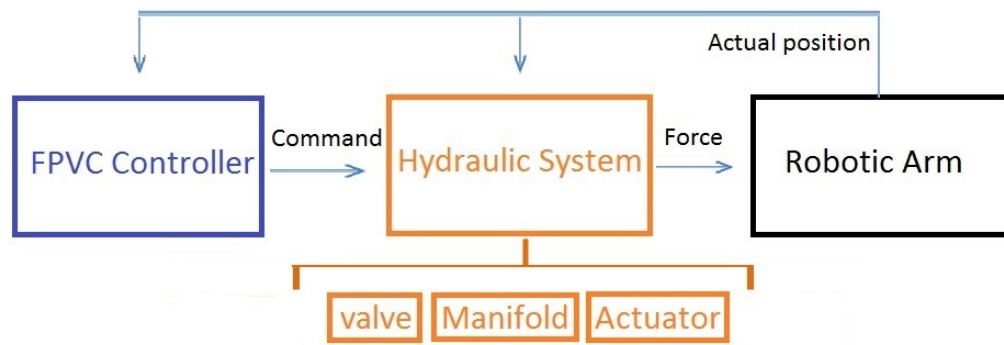 Actual position
FPVC Controller
Command
Hydraulic System
Force
Robotic Arm
valve
Manifold
Actuator